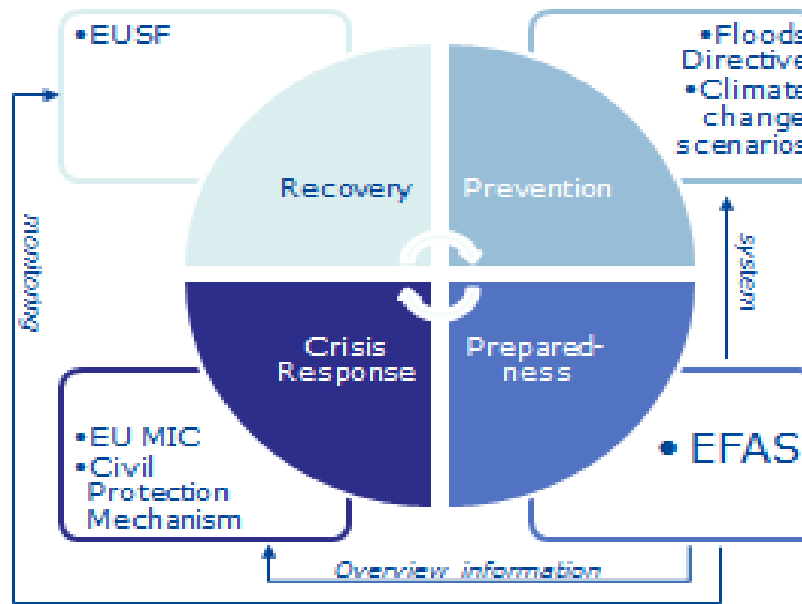 •EUSF
•Floods
Directive
•Climate
change
scenarios
Recovery
Prevention
monitoring
system
Crisis
Response
Prepared-
ness
•EU MIC
•Civil
Protection
Mechanism
• EFAS
Overview information